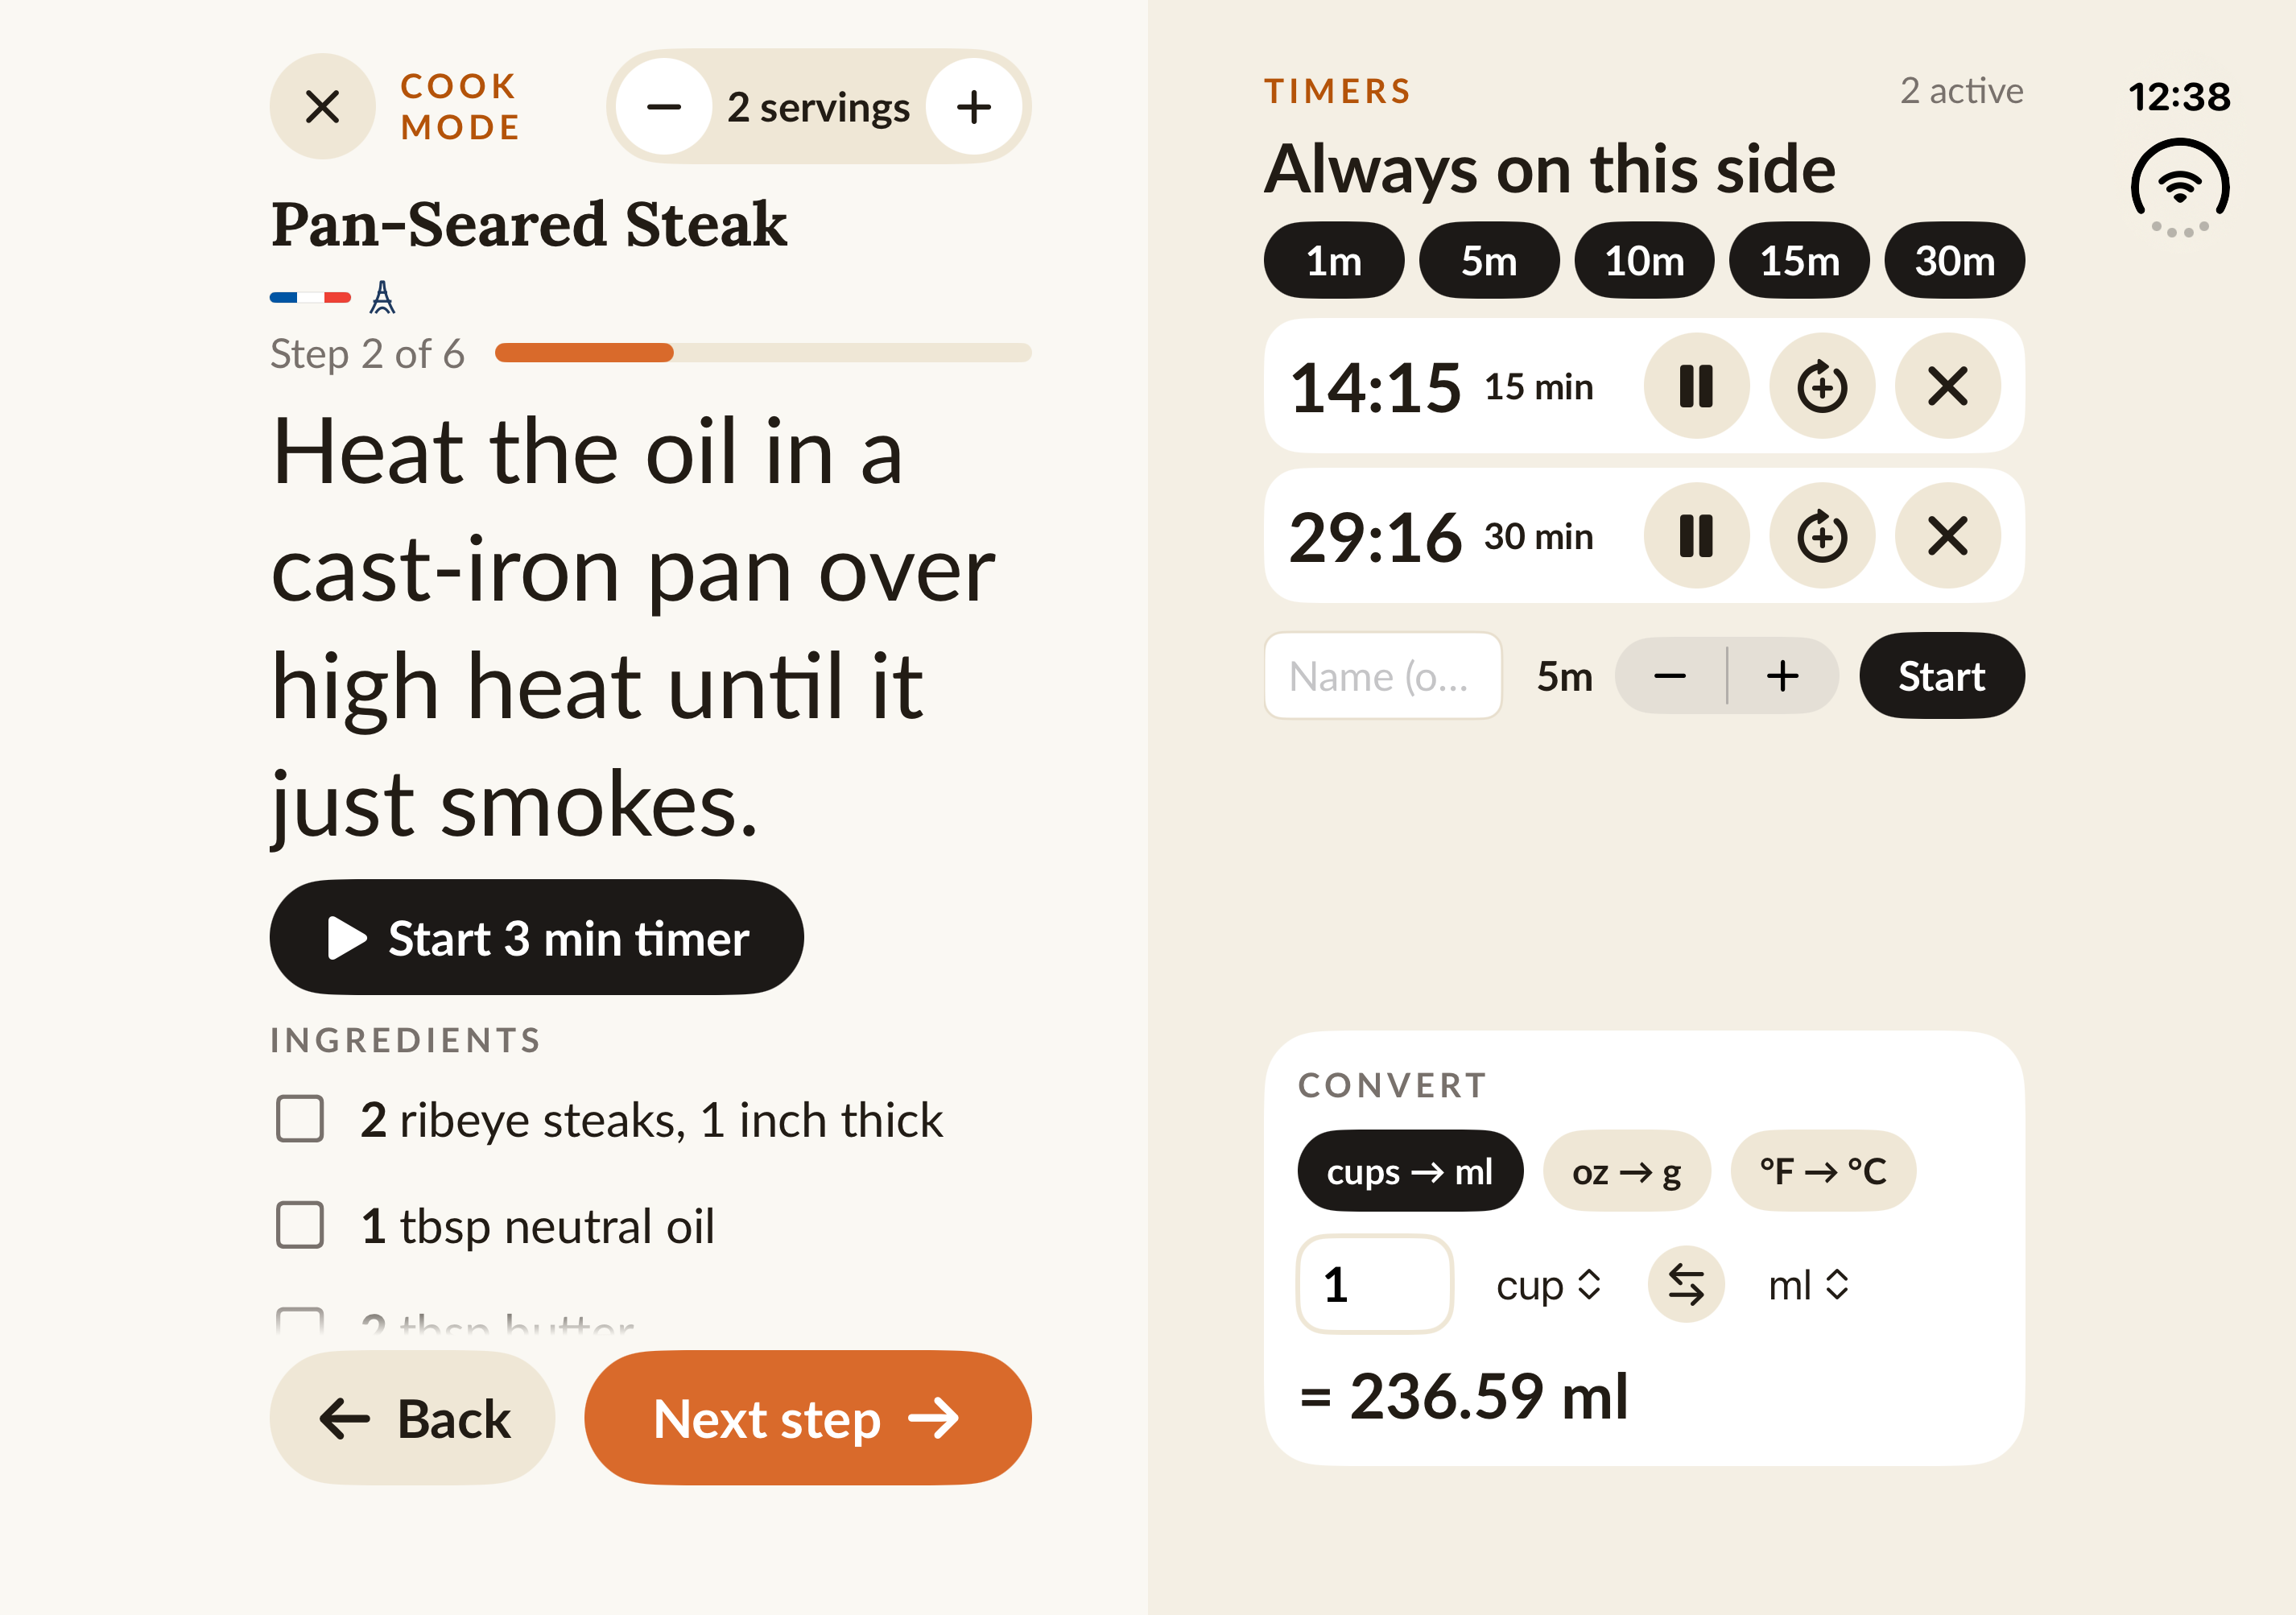 COOK
MODE
2 servings
Pan-Seared Steak
Step 2 of 6
Heat the oil in a
cast-iron pan over
high heat until it
just smokes.
Start 3 min timer
INGREDIENTS
2 ribeye steaks, 1 inch thick
1 tbsp neutral oil
2 tbsp butter
Back
Next step
TIMERS
2 active
12:38
Always on this side
1m
5m
10m
15m
30m
14:15 15 min
29:16 30 min
Name (o...
5m
Start
CONVERT
cups → ml
oz → g
°F → °C
1
cup
ml
= 236.59 ml